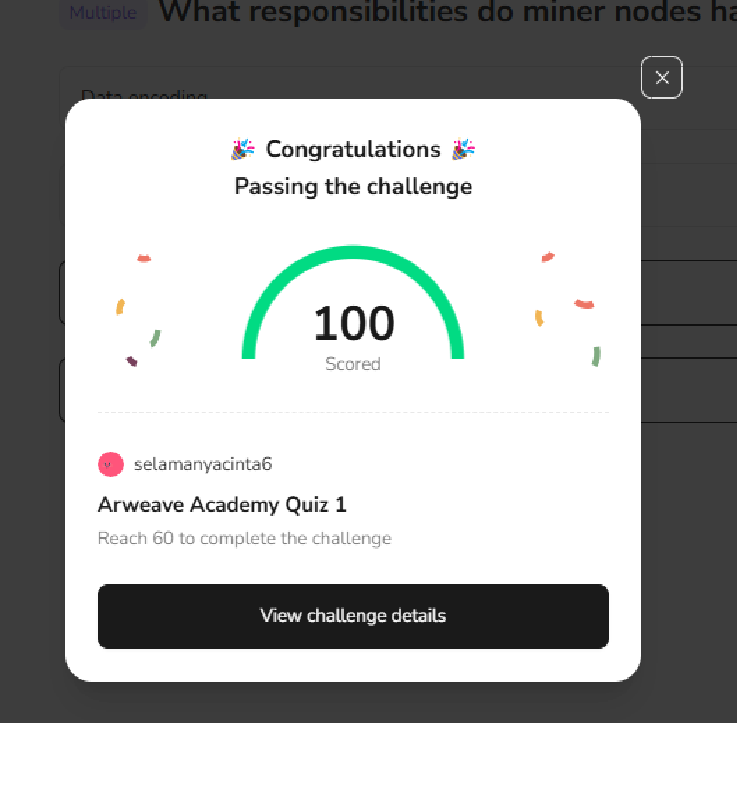 Multiple What responsibilities do miner nodes ha
Data encoding
🎉 Congratulations 🎉
Passing the challenge
100
Scored
selamanyacinta6
Arweave Academy Quiz 1
Reach 60 to complete the challenge
View challenge details